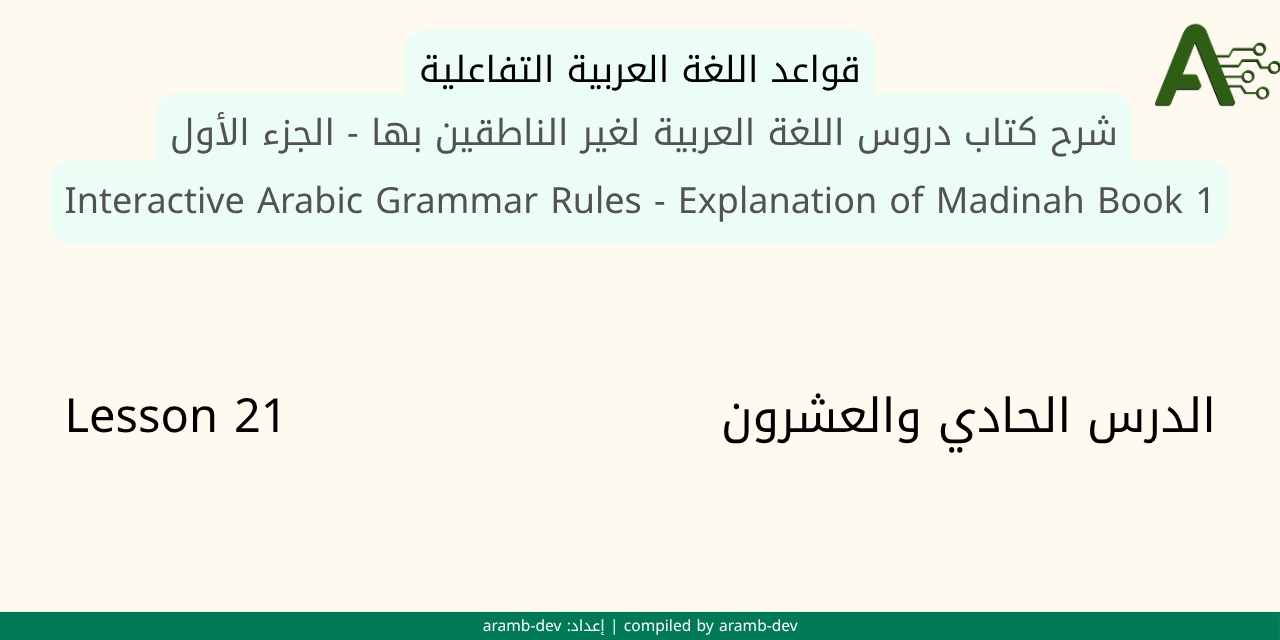 قواعد اللغة العربية التفاعلية
شرح كتاب دروس اللغة العربية لغير الناطقين بها - الجزء الأول
Interactive Arabic Grammar Rules - Explanation of Madinah Book 1
الدرس الحادي والعشرون
Lesson 21
إعداد: aramb-dev | compiled by aramb-dev